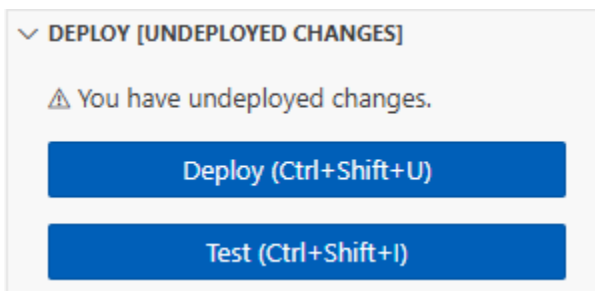 DEPLOY [UNDEPLOYED CHANGES]
You have undeployed changes.
Deploy (Ctrl+Shift+U)
Test (Ctrl+Shift+I)